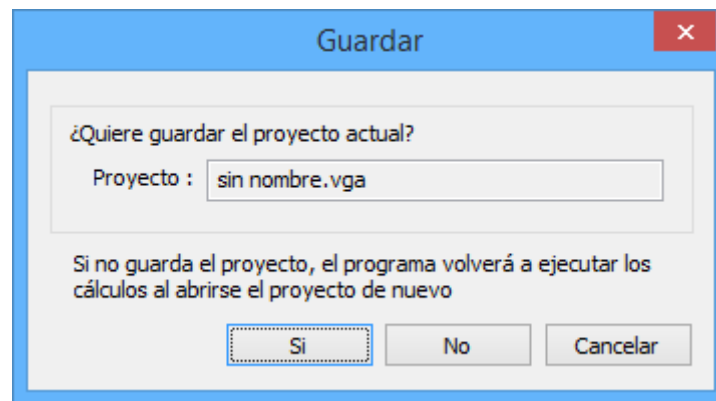 Guardar
¿Quiere guardar el proyecto actual?
Proyecto : sin nombre.vga
Si no guarda el proyecto, el programa volverá a ejecutar los
cálculos al abrirse el proyecto de nuevo
Si No Cancelar